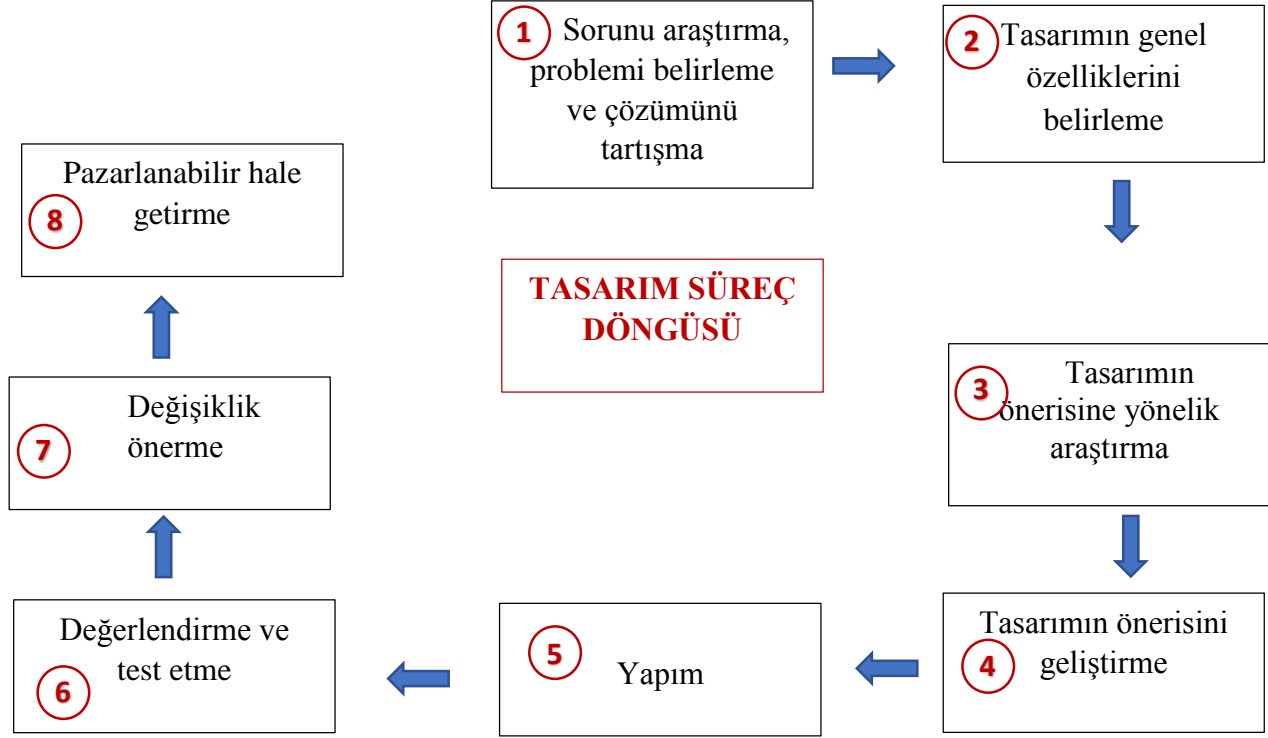 1 Sorunu araştırma,
problemi belirleme
ve çözümünü
tartışma
2 Tasarımın genel
özelliklerini
belirleme
TASARIM SÜREÇ
DÖNGÜSÜ
3 Tasarımın
önerisine yönelik
araştırma
Tasarımın önerisini
4 geliştirme
5 Yapım
Değerlendirme ve
6 test etme
Değişiklik
7 önerme
Pazarlanabilir hale
8 getirme